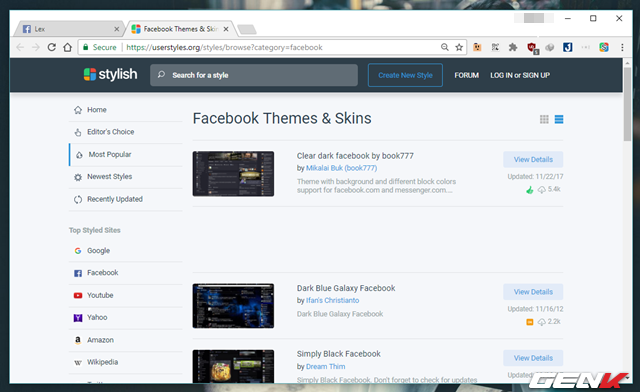 Lex
Facebook Themes & Skins
Secure
https://userstyles.org/styles/browse?category=facebook
stylish
Search for a style
Create New Style
FORUM
LOG IN or SIGN UP
Home
Editor's Choice
Most Popular
Newest Styles
Recently Updated
Top Styled Sites
Google
Facebook
Youtube
Yahoo
Amazon
Wikipedia
Facebook Themes & Skins
Clear dark facebook by book777
by Mikalai Buk (book777)
Theme with background and different block colors
support for facebook.com and messenger.com ...
View Details
Updated: 11/22/17
5.4k
Dark Blue Galaxy Facebook
by Ifaris Christianto
Dark Blue Galaxy Facebook
View Details
Updated: 11/16/12
2.2k
Simply Black Facebook
by Dream Thim
Simply Black Facebook. Don't forget to check for updates
View Details
GENK